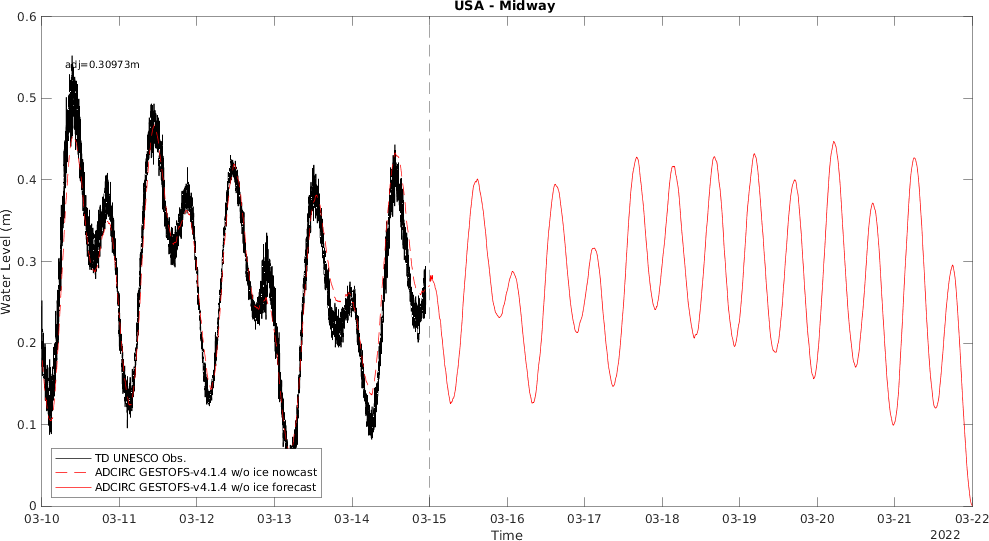 USA - Midway
0.6
0.5
0.4
0.3
0.2
0.1
0
Water Level (m)
adj=0.30973m
TD UNESCO Obs.
ADCIRC GESTOFS-v4.1.4 w/o ice nowcast
ADCIRC GESTOFS-v4.1.4 w/o ice forecast
03-10 03-11 03-12 03-13 03-14 03-15 03-16 03-17 03-18 03-19 03-20 03-21 03-22
Time
2022